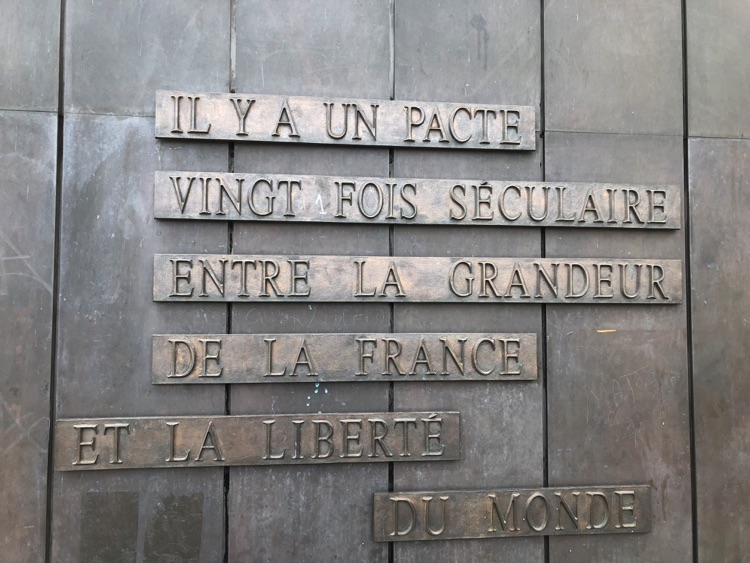 IL Y A UN PACTE
VINGT FOIS SÉCULAIRE
ENTRE LA GRANDEUR
DE LA FRANCE
ET LA LIBERTÉ
DU MONDE